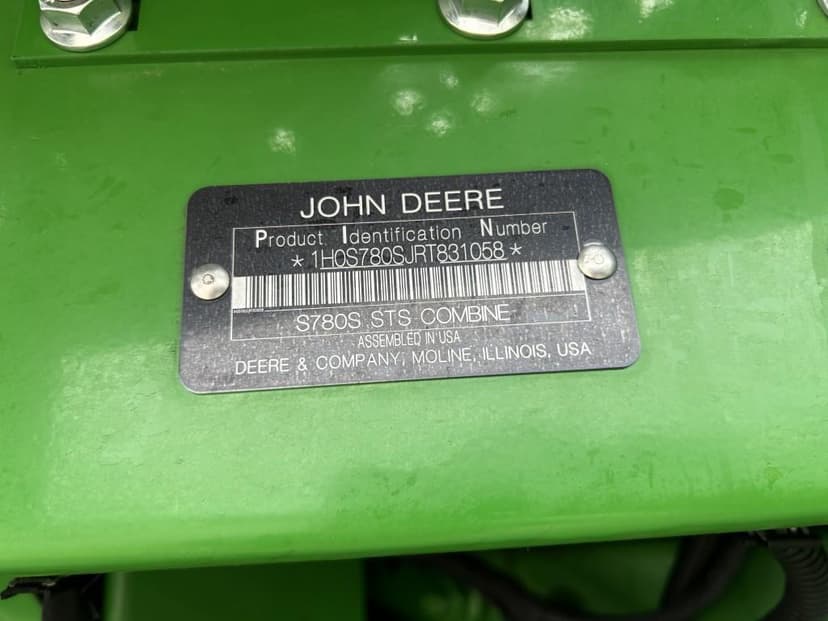 JOHN DEERE
Product Identification Number
* 1H0S780SJRT831058 *
S780S STS COMBINE
ASSEMBLED IN USA
DEERE & COMPANY, MOLINE, ILLINOIS, USA